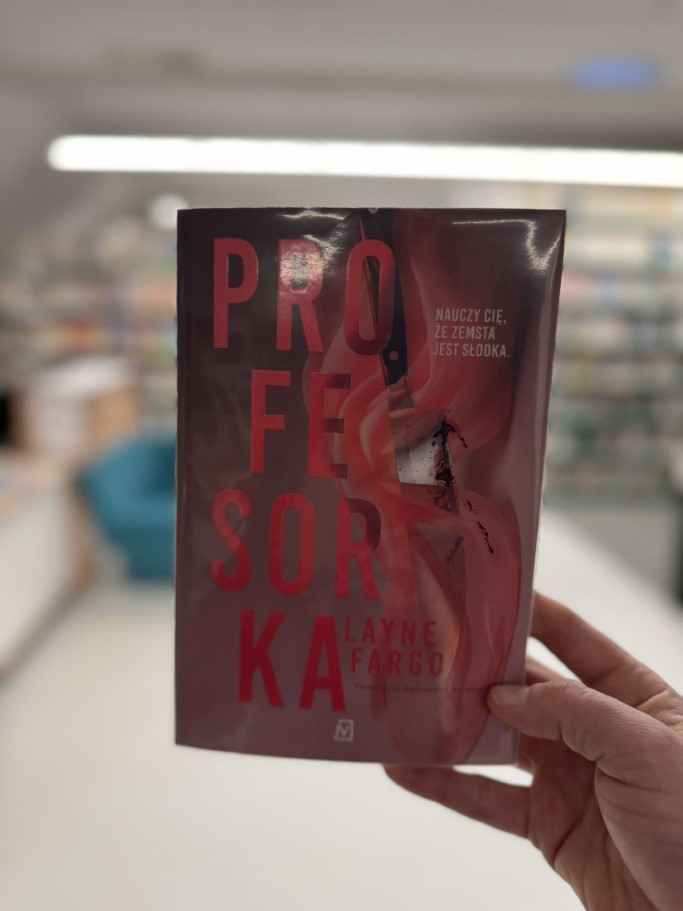 PRO
FE
SOR
KA
NAUCZY CIĘ,
ŻE ZEMSTA
JEST SŁODKA.
LAYNE
FARGO